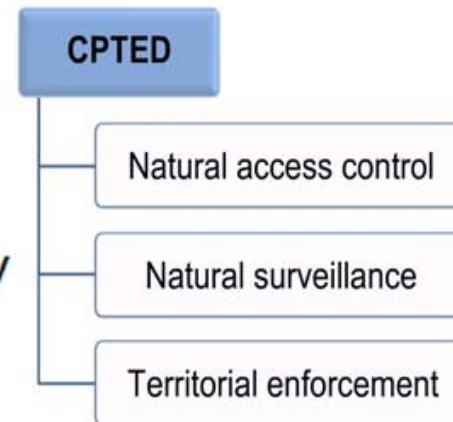 CPTED
Natural access control
y
Natural surveillance
Territorial enforcement